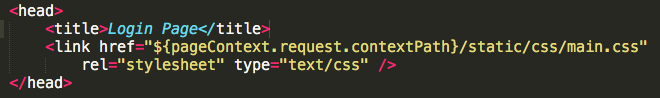 <head>
    <title>Login Page</title>
    <link href="${pageContext.request.contextPath}/static/css/main.css"
        rel="stylesheet" type="text/css" />
</head>